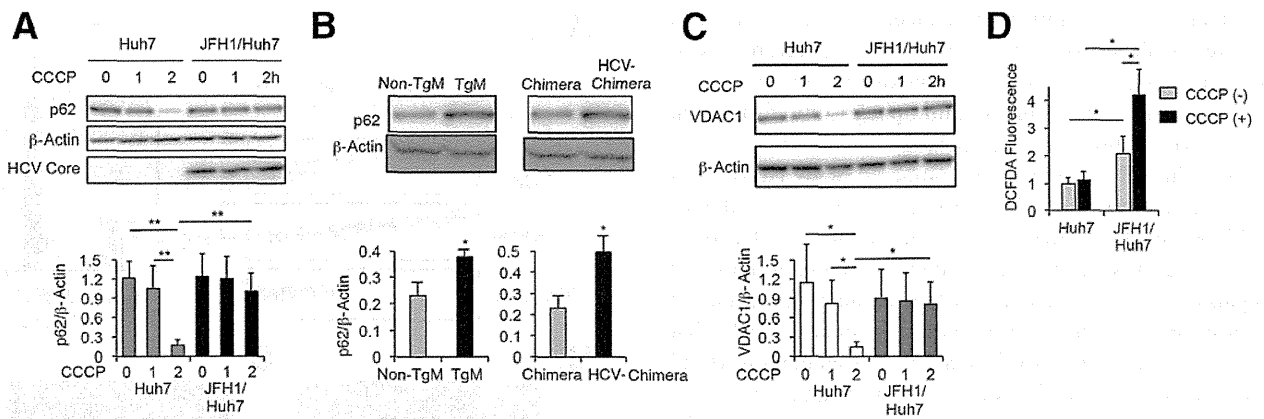 A
Huh7 JFH1/Huh7
CCCP 0 1 2 0 1 2h
p62
β-Actin
HCV Core
** **
**
p62/β- Actin
1.5
1.2
0.9
0.6
0.3
0
CCCP 0 1 2 0 1 2
Huh7 JFH1/
Huh7
B
Non-TgM TgM
Chimera HCV-
Chimera
p62
β-Actin
p62/β-Actin
0.4
0.3
0.2
0.1
0
*
Non-TgM TgM
0.5
0.4
0.3
0.2
0.1
0
*
Chimera HCV- Chimera
C
Huh7 JFH1/Huh7
CCCP 0 1 2 0 1 2h
VDAC1
β-Actin
* *
*
VDAC1/β- Actin
1.5
1.2
0.9
0.6
0.3
0
CCCP 0 1 2 0 1 2
Huh7 JFH1/
Huh7
D
DCFDA Fluorescence
4
3
2
1
0
*
*
*
CCCP (-)
CCCP (+)
Huh7 JFH1/
Huh7